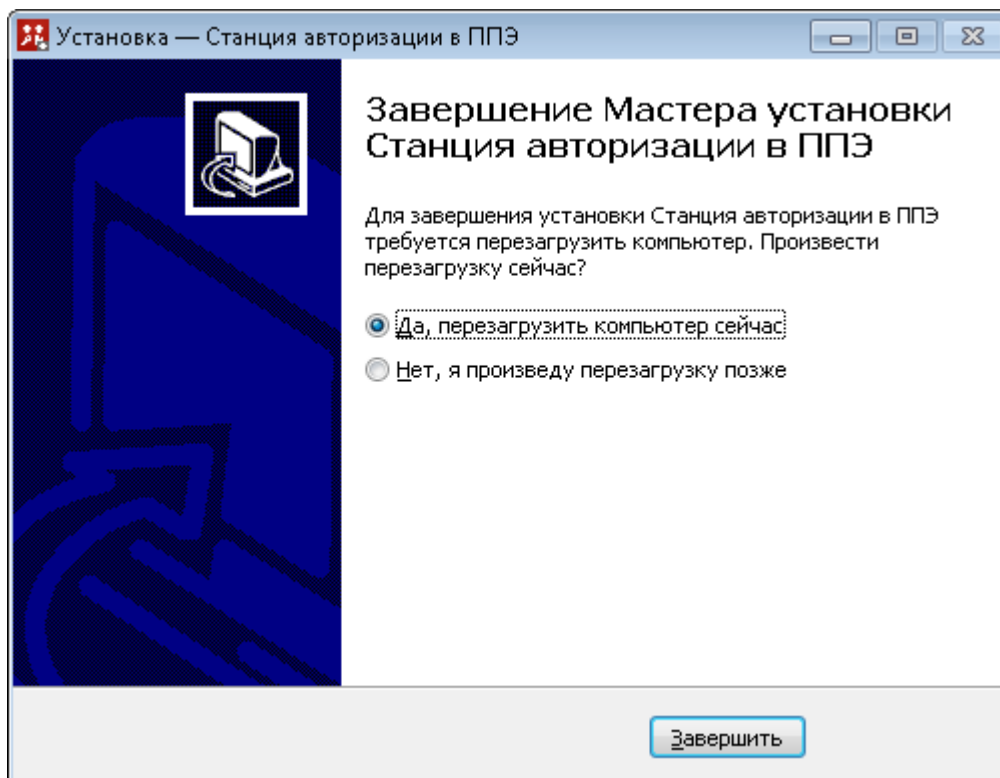 Установка — Станция авторизации в ППЭ
Завершение Мастера установки
Станция авторизации в ППЭ
Для завершения установки Станция авторизации в ППЭ
требуется перезагрузить компьютер. Произвести
перезагрузку сейчас?
Да, перезагрузить компьютер сейчас
Нет, я произведу перезагрузку позже
Завершить